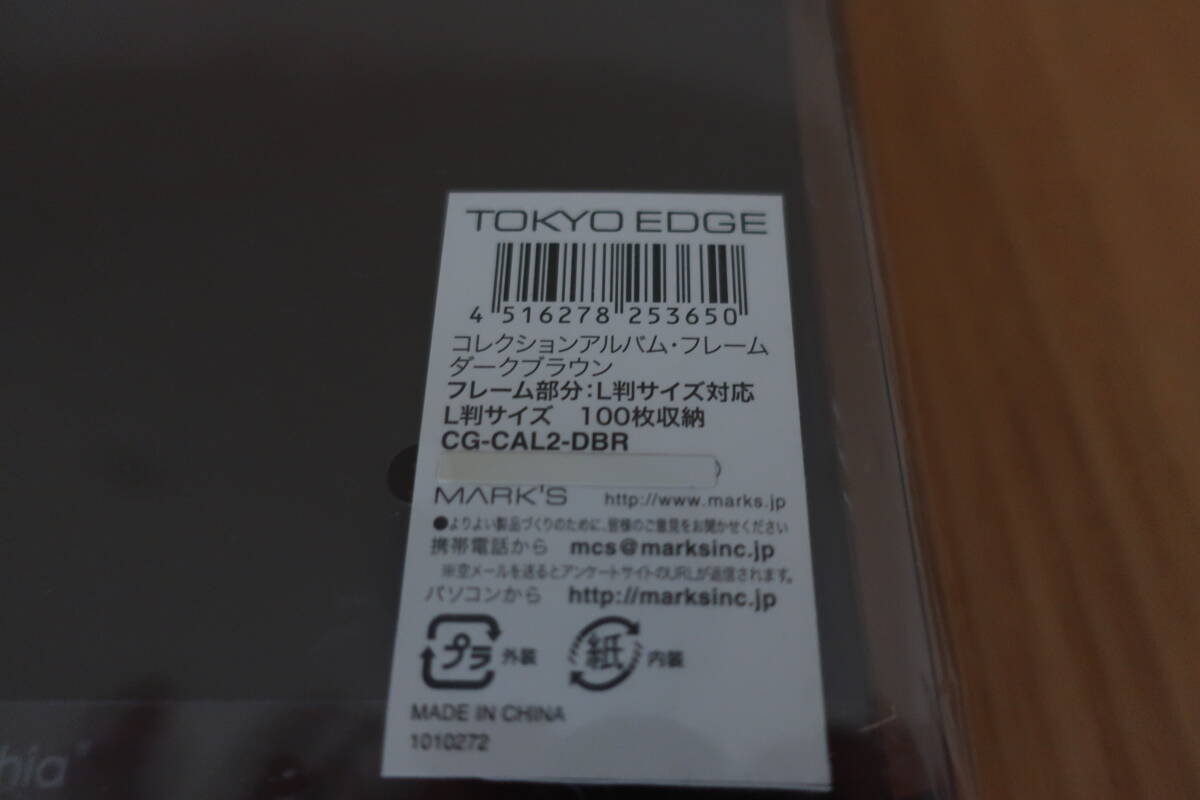 TOKYO EDGE
4 516278 253650
コレクションアルバム・フレーム
ダークブラウン
フレーム部分:L判サイズ対応
L判サイズ　100枚収納
CG-CAL2-DBR
)
MARK'S http://www.marks.jp
●よりよい製品づくりのために、皆様のご意見をお聞かせください
携帯電話から mcs@marksinc.jp
※空メールを送るとアンケートサイトのURLが返信されます。
パソコンから http://marksinc.jp
プラ 外装 紙 内装
MADE IN CHINA
1010272